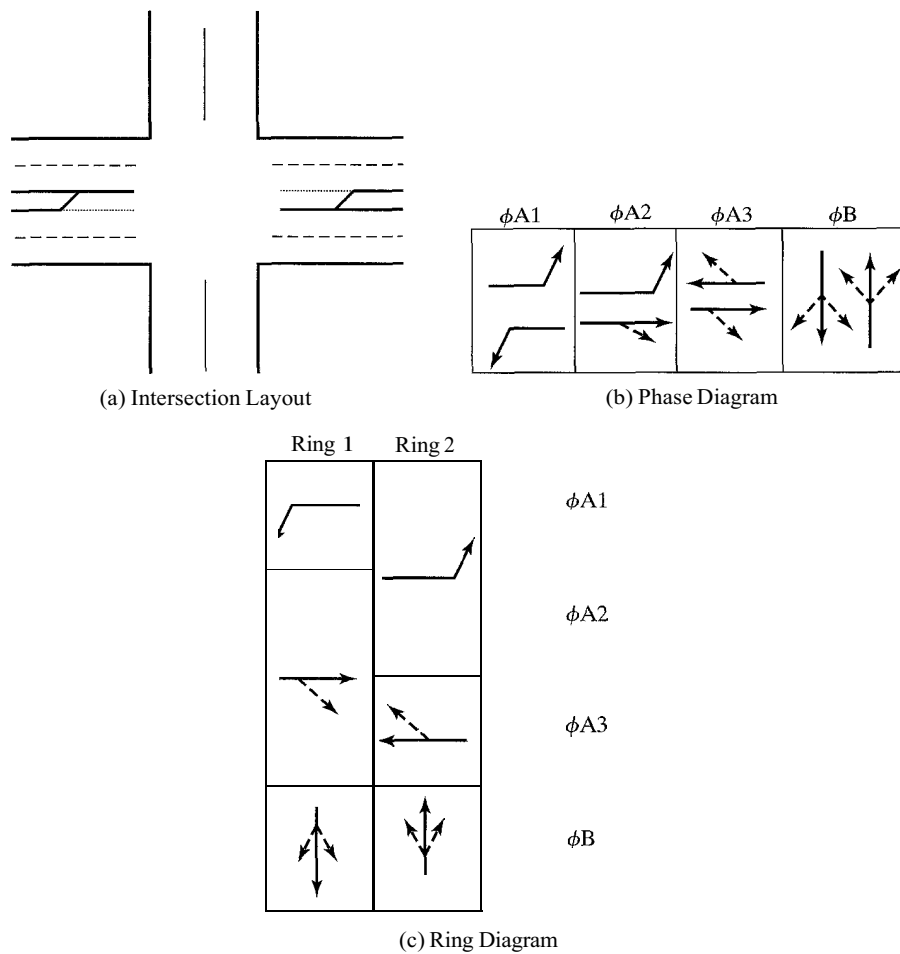 ϕA1 ϕA2 ϕA3 ϕB
(a) Intersection Layout
(b) Phase Diagram
Ring 1 Ring 2
ϕA1
ϕA2
ϕA3
ϕB
(c) Ring Diagram